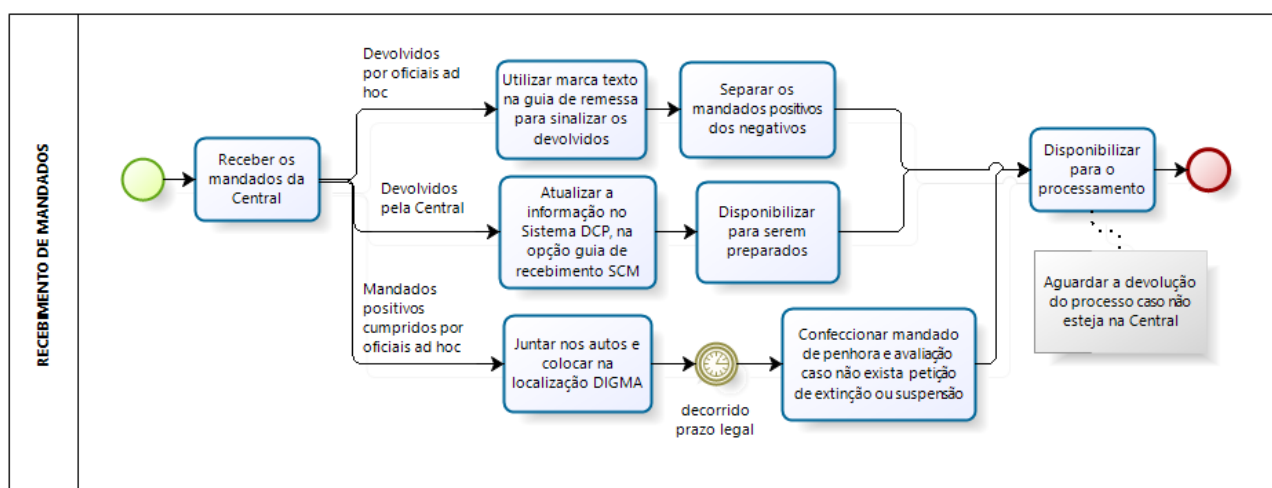 RECEBIMENTO DE MANDADOS
Receber os
mandados da
Central
Devolvidos
por oficiais ad
hoc
Utilizar marca texto
na guia de remessa
para sinalizar os
devolvidos
Separar os
mandados positivos
dos negativos
Devolvidos
pela Central
Atualizar a
informação no
Sistema DCP, na
opção guia de
recebimento SCM
Disponibilizar
para serem
preparados
Mandados
positivos
cumpridos por
oficiais ad hoc
Juntar nos autos e
colocar na
localização DIGMA
decorrido
prazo legal
Confeccionar mandado
de penhora e avaliação
caso não exista petição
de extinção ou suspensão
Disponibilizar
para o
processamento
Aguardar a devolução
do processo caso não
esteja na Central